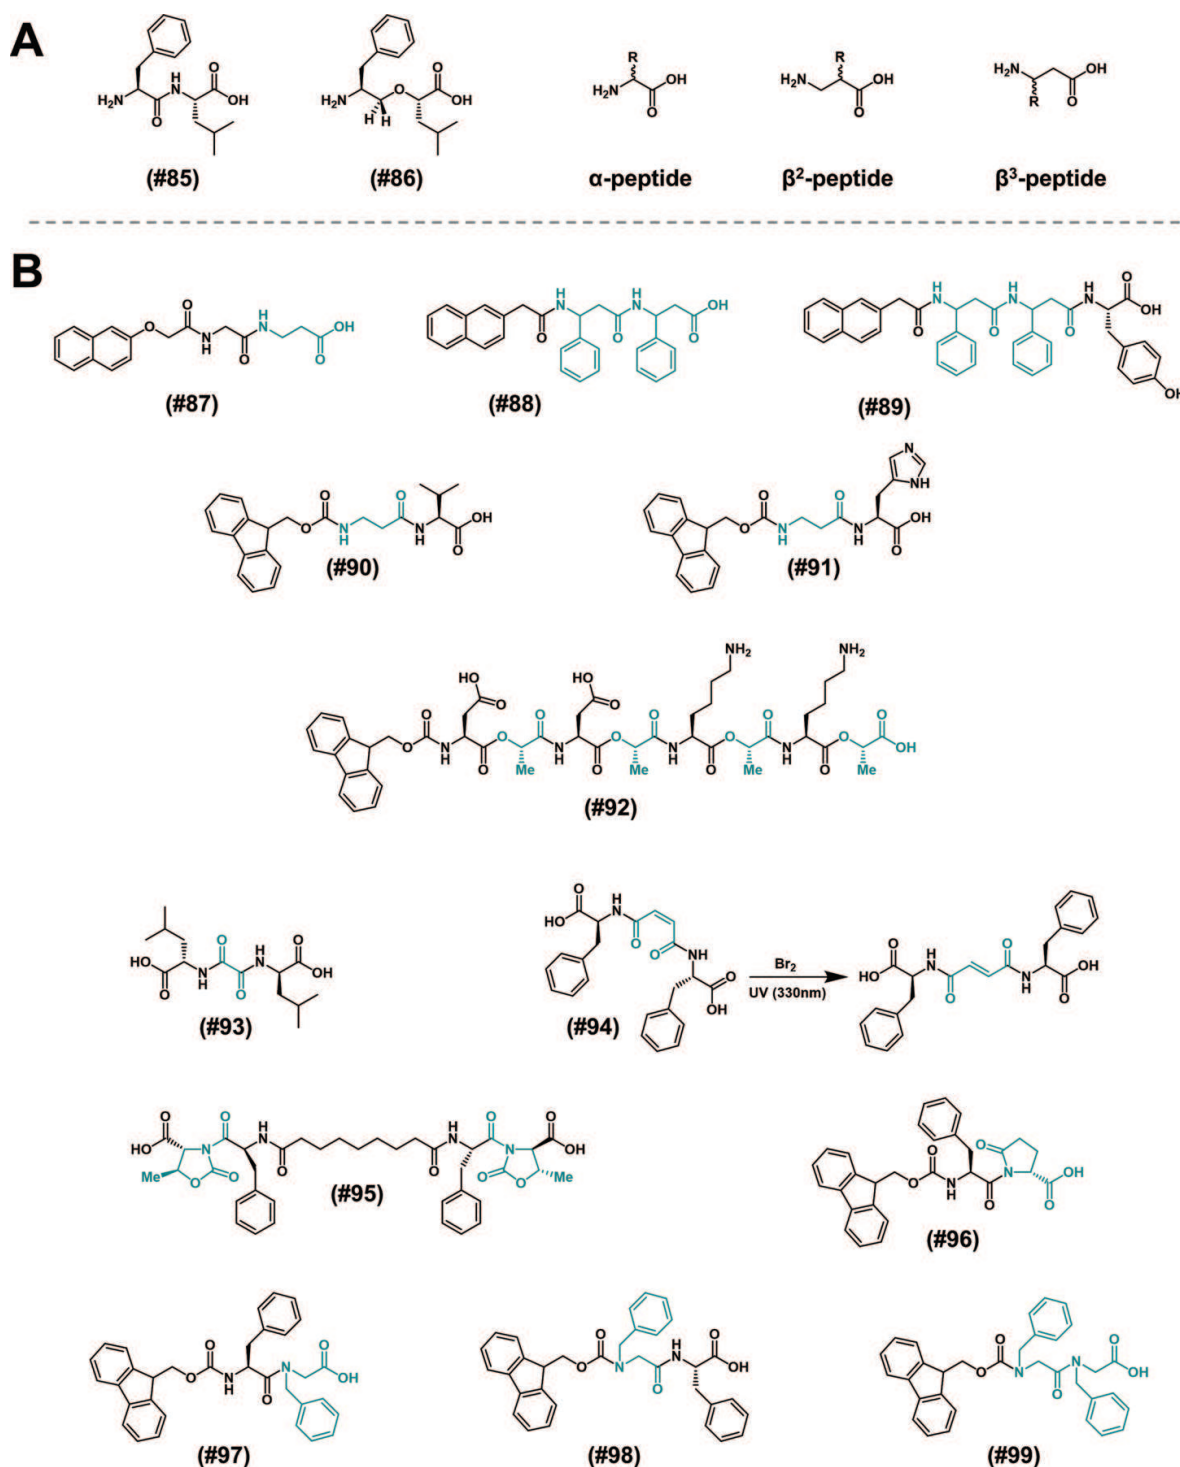 A
(#85)
(#86)
α-peptide
β²-peptide
β³-peptide
B
(#87)
(#88)
(#89)
(#90)
(#91)
(#92)
(#93)
(#94)
Br₂
UV (330nm)
(#95)
(#96)
(#97)
(#98)
(#99)